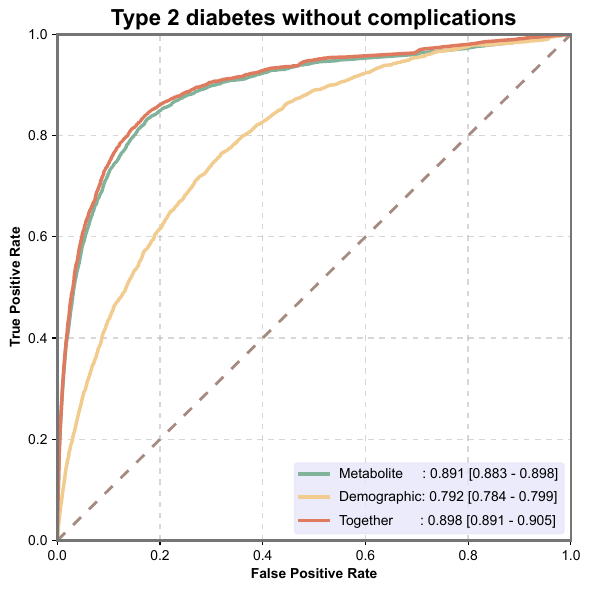 Type 2 diabetes without complications
True Positive Rate
1.0
0.8
0.6
0.4
0.2
0.0
Metabolite : 0.891 [0.883 - 0.898]
Demographic: 0.792 [0.784 - 0.799]
Together : 0.898 [0.891 - 0.905]
0.0 0.2 0.4 0.6 0.8 1.0
False Positive Rate